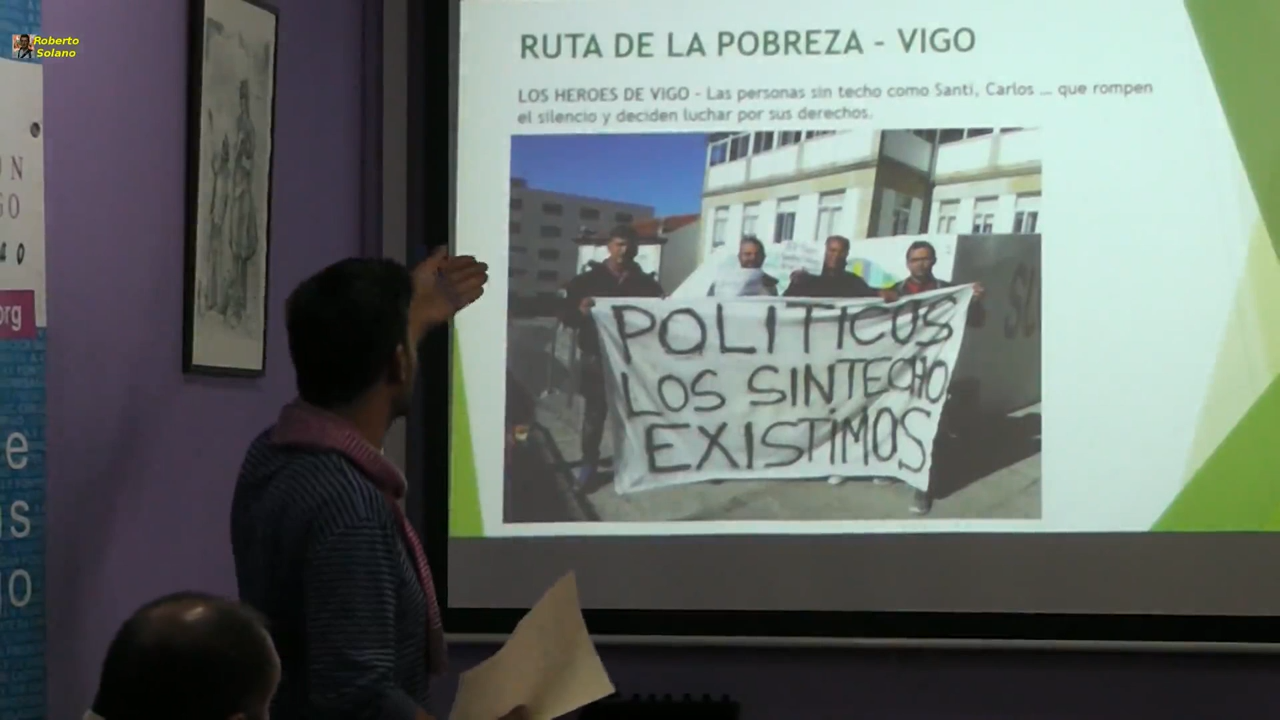 Roberto
Solano
RUTA DE LA POBREZA - VIGO
LOS HEROES DE VIGO - Las personas sin techo como Santi, Carlos … que rompen
el silencio y deciden luchar por sus derechos.
POLITICOS
LOS SINTECHO
EXISTIMOS
org
e